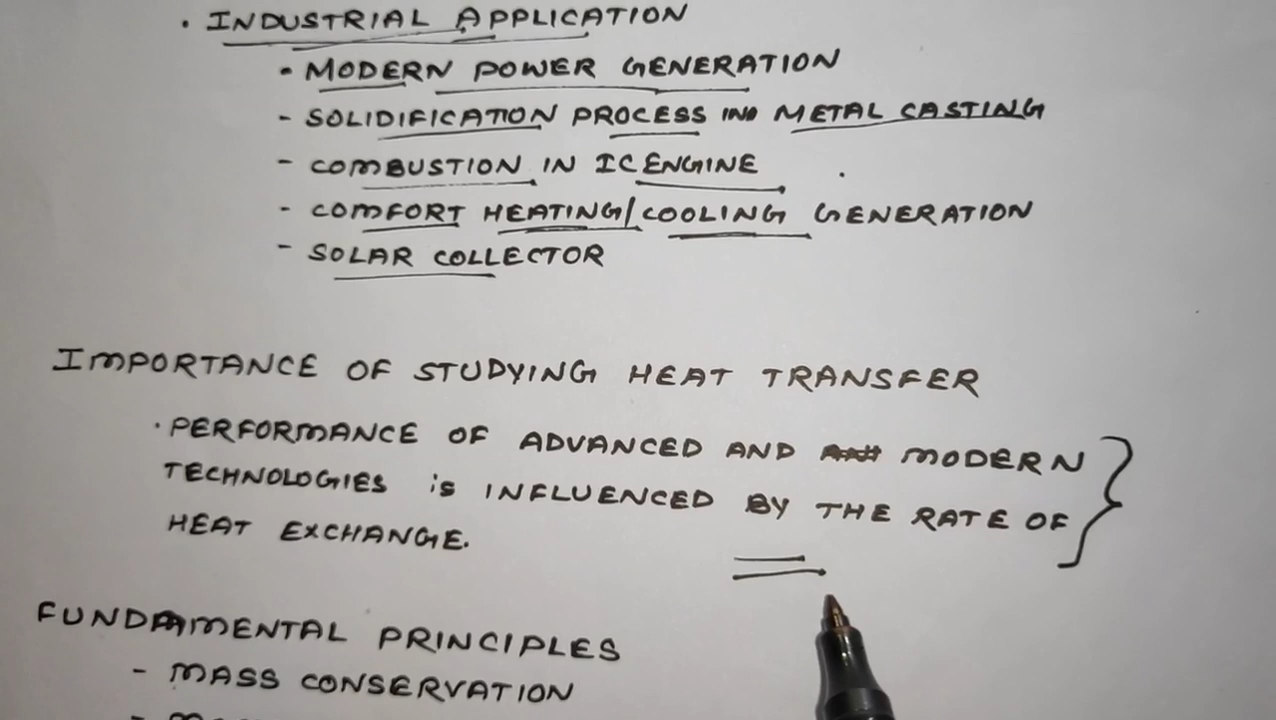 • INDUSTRIAL APPLICATION
- MODERN POWER GENERATION
- SOLIDIFICATION PROCESS IN METAL CASTING
- COMBUSTION IN IC ENGINE
- COMFORT HEATING/COOLING GENERATION
- SOLAR COLLECTOR
IMPORTANCE OF STUDYING HEAT TRANSFER
• PERFORMANCE OF ADVANCED AND MODERN
TECHNOLOGIES is INFLUENCED BY THE RATE OF
HEAT EXCHANGE.
FUNDAMENTAL PRINCIPLES
- MASS CONSERVATION